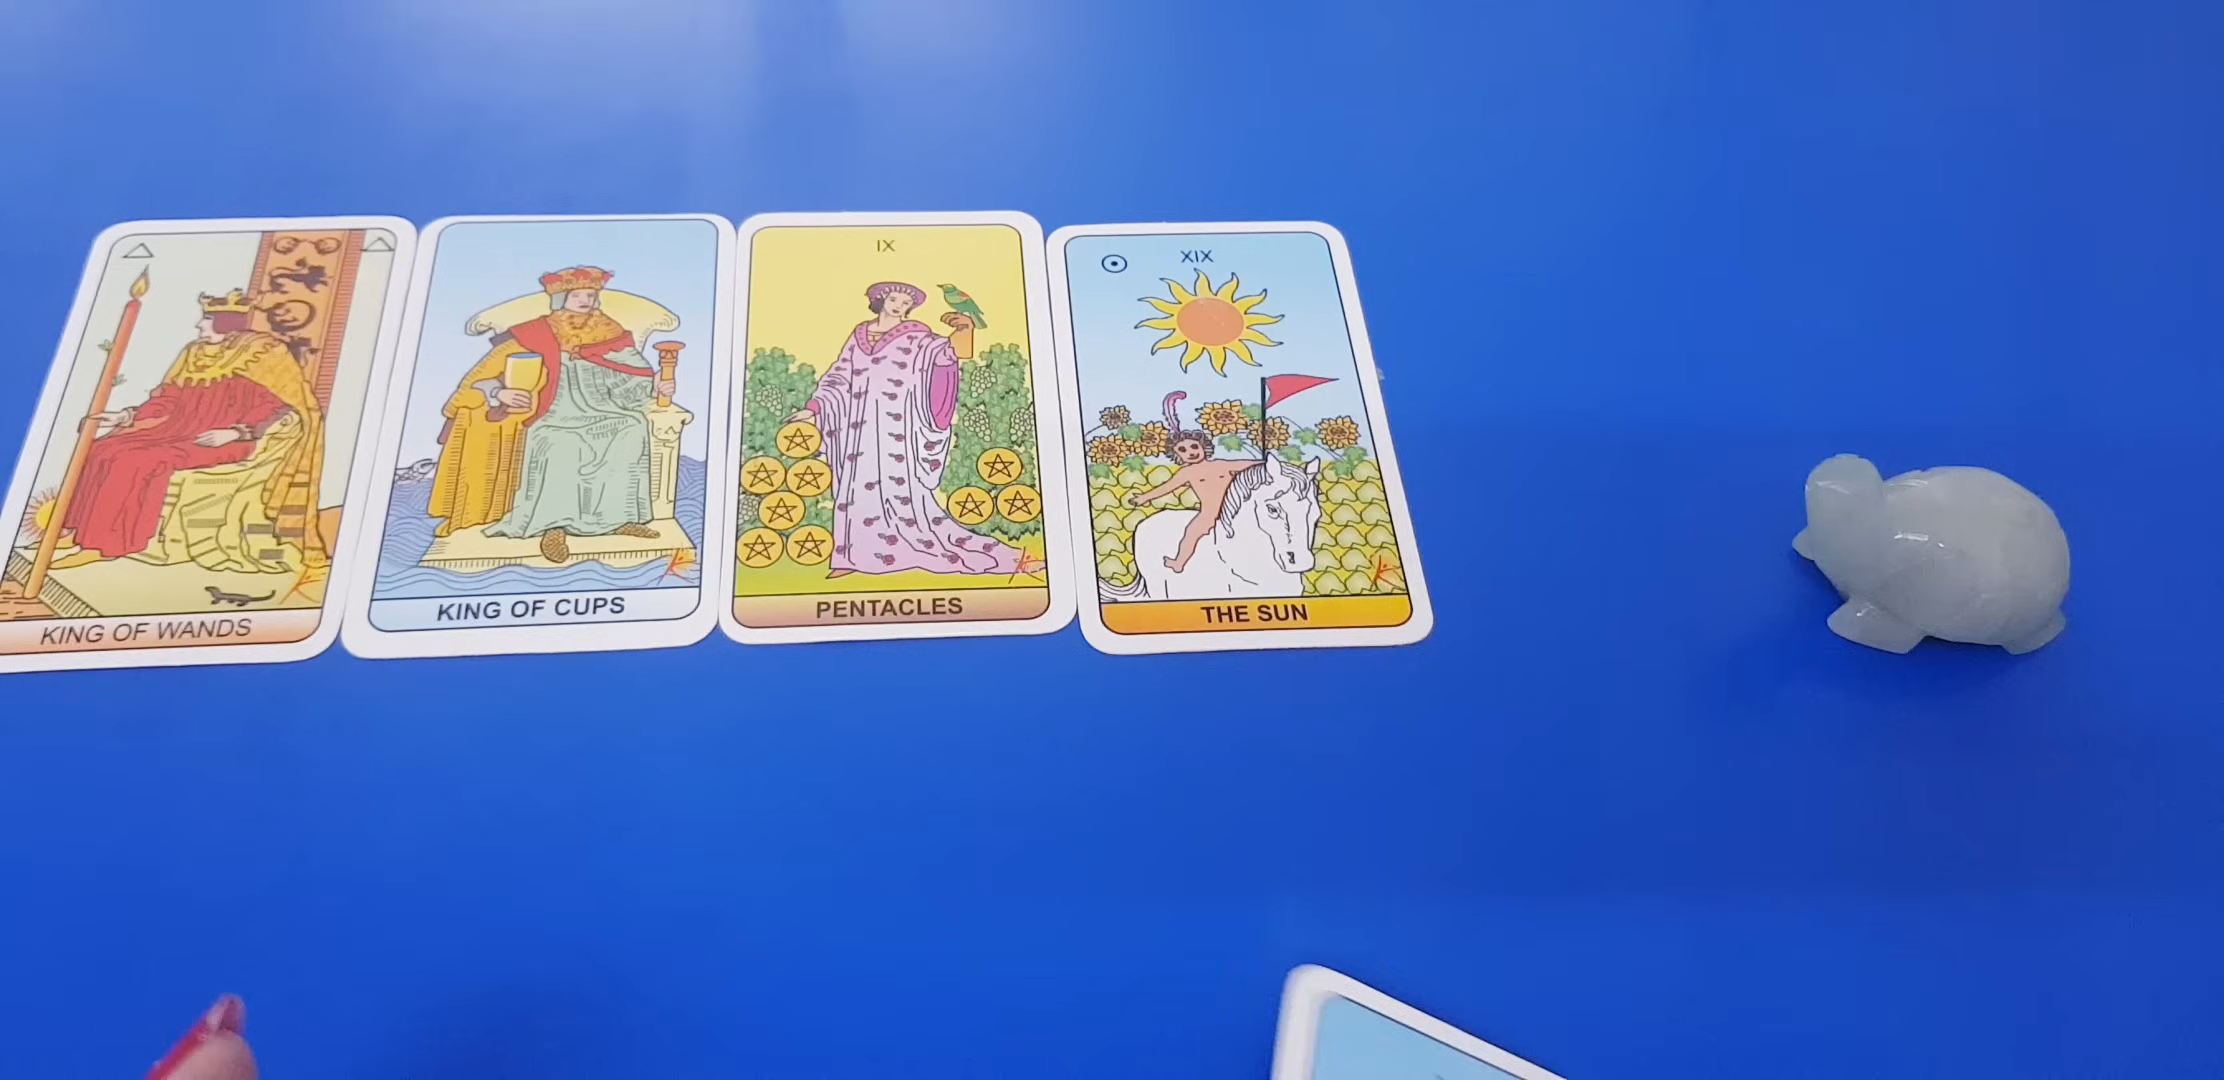 KING OF WANDS
KING OF CUPS
IX
PENTACLES
XIX
THE SUN